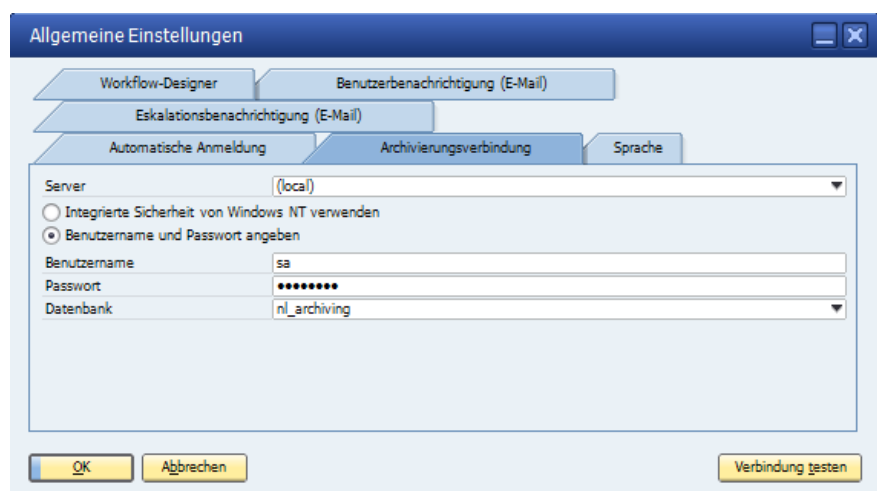 Allgemeine Einstellungen
Workflow-Designer Benutzerbenachrichtigung (E-Mail)
Eskalationsbenachrichtigung (E-Mail)
Automatische Anmeldung Archivierungsverbindung Sprache
Server (local)
Integrierte Sicherheit von Windows NT verwenden
Benutzername und Passwort angeben
Benutzername sa
Passwort ●●●●●●●●
Datenbank nl_archiving
OK Abbrechen Verbindung testen